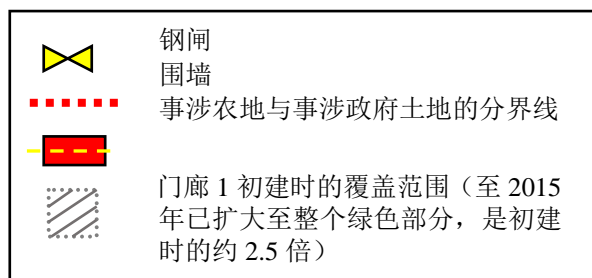 钢闸
围墙
事涉农地与事涉政府土地的分界线
门廊 1 初建时的覆盖范围（至 2015
年已扩大至整个绿色部分，是初建
时的约 2.5 倍）